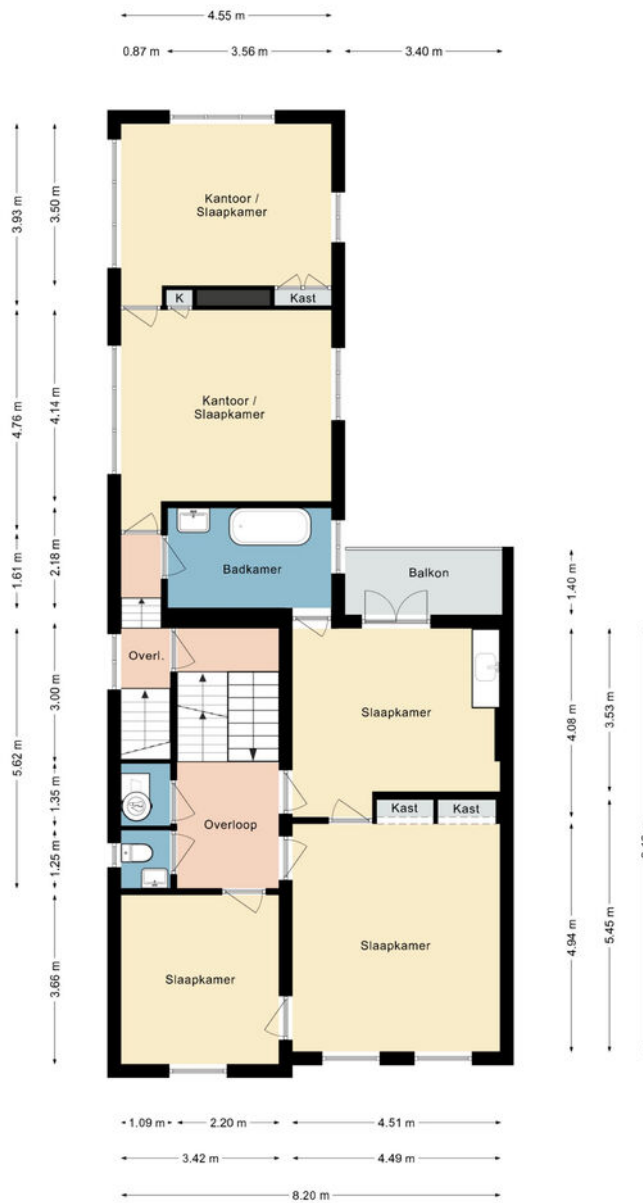 4.55 m
0.87 m
3.56 m
3.40 m
3.93 m
3.50 m
Kantoor /
Slaapkamer
K
Kast
4.76 m
4.14 m
Kantoor /
Slaapkamer
1.61 m
2.18 m
Badkamer
Balkon
1.40 m
Overl.
5.62 m
3.00 m
Slaapkamer
4.08 m
3.53 m
1.35 m
Overloop
Kast
Kast
1.25 m
Slaapkamer
4.94 m
5.45 m
3.66 m
Slaapkamer
1.09 m
2.20 m
4.51 m
3.42 m
4.49 m
8.20 m